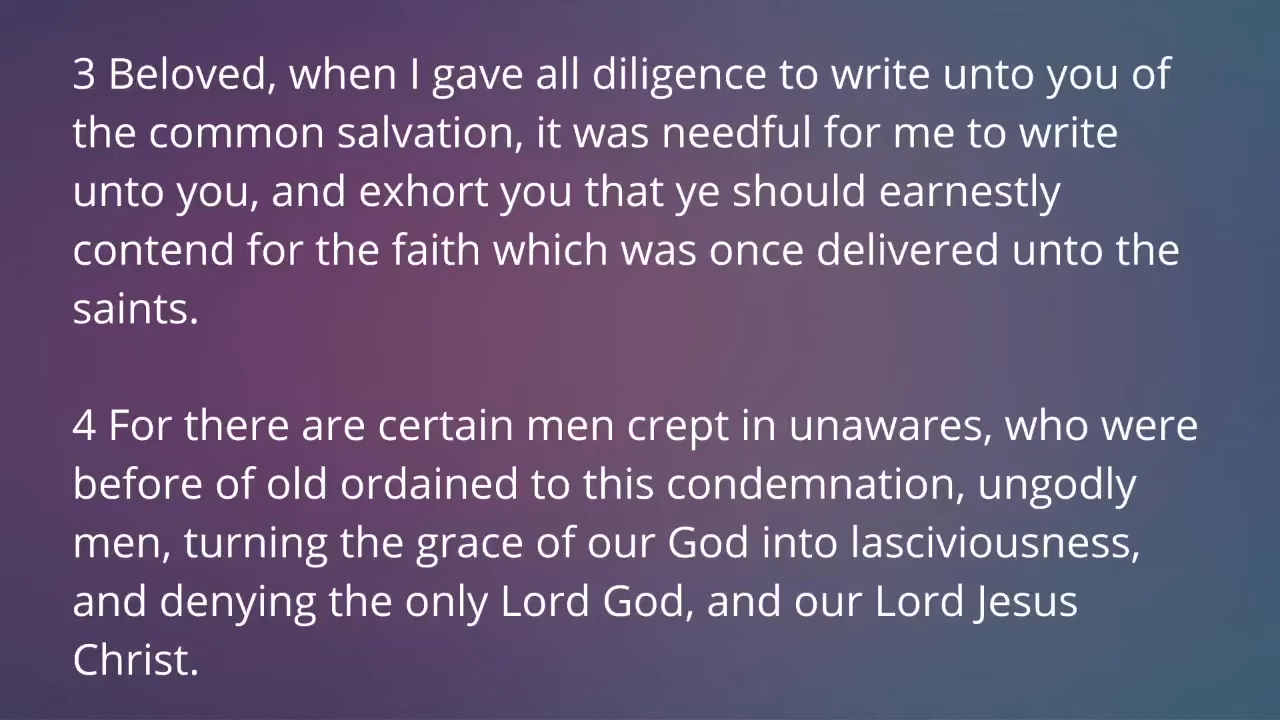 3 Beloved, when I gave all diligence to write unto you of
the common salvation, it was needful for me to write
unto you, and exhort you that ye should earnestly
contend for the faith which was once delivered unto the
saints.
4 For there are certain men crept in unawares, who were
before of old ordained to this condemnation, ungodly
men, turning the grace of our God into lasciviousness,
and denying the only Lord God, and our Lord Jesus
Christ.